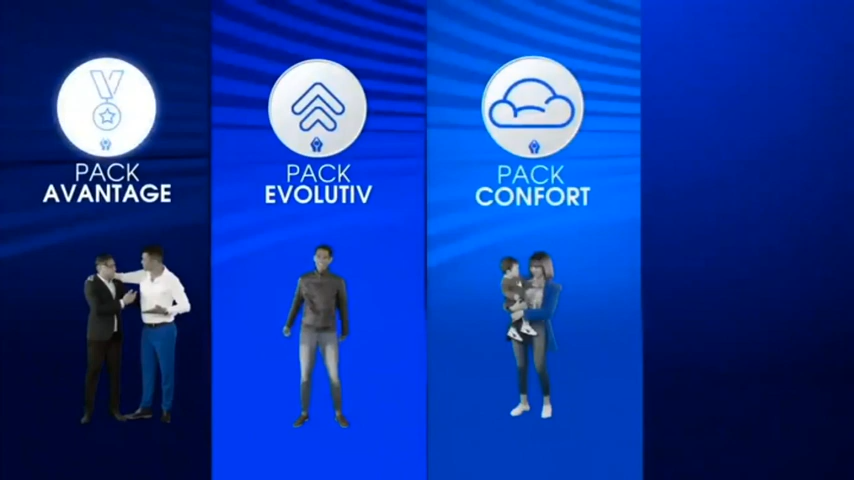 PACK
AVANTAGE
PACK
EVOLUTIV
PACK
CONFORT